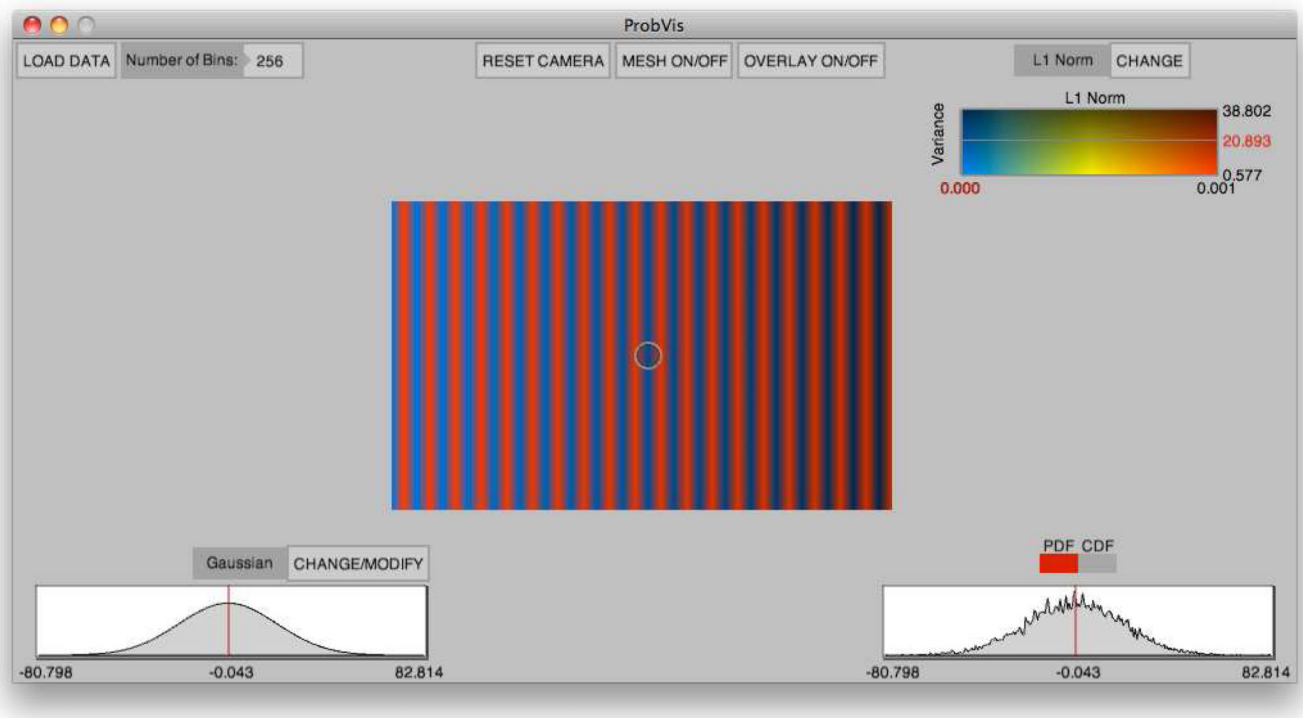 ProbVis
LOAD DATA Number of Bins: 256 RESET CAMERA MESH ON/OFF OVERLAY ON/OFF L1 Norm CHANGE
L1 Norm
Variance
38.802
20.893
0.577
0.000 0.001
Gaussian CHANGE/MODIFY
PDF CDF
-80.798 -0.043 82.814 -80.798 -0.043 82.814